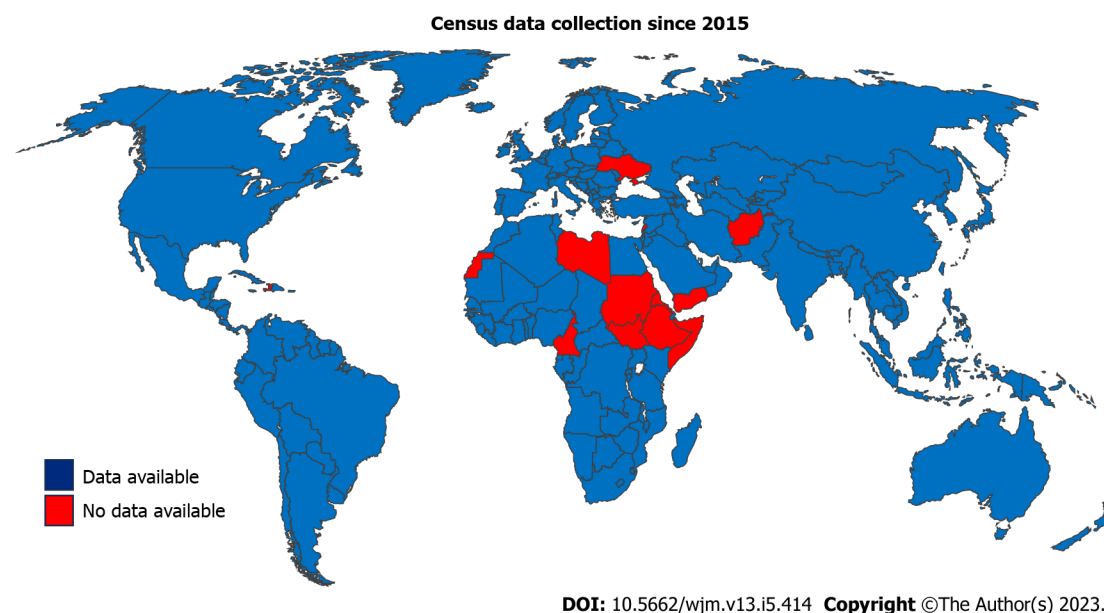 Census data collection since 2015
Data available
No data available
DOI: 10.5662/wjm.v13.i5.414 Copyright ©The Author(s) 2023.